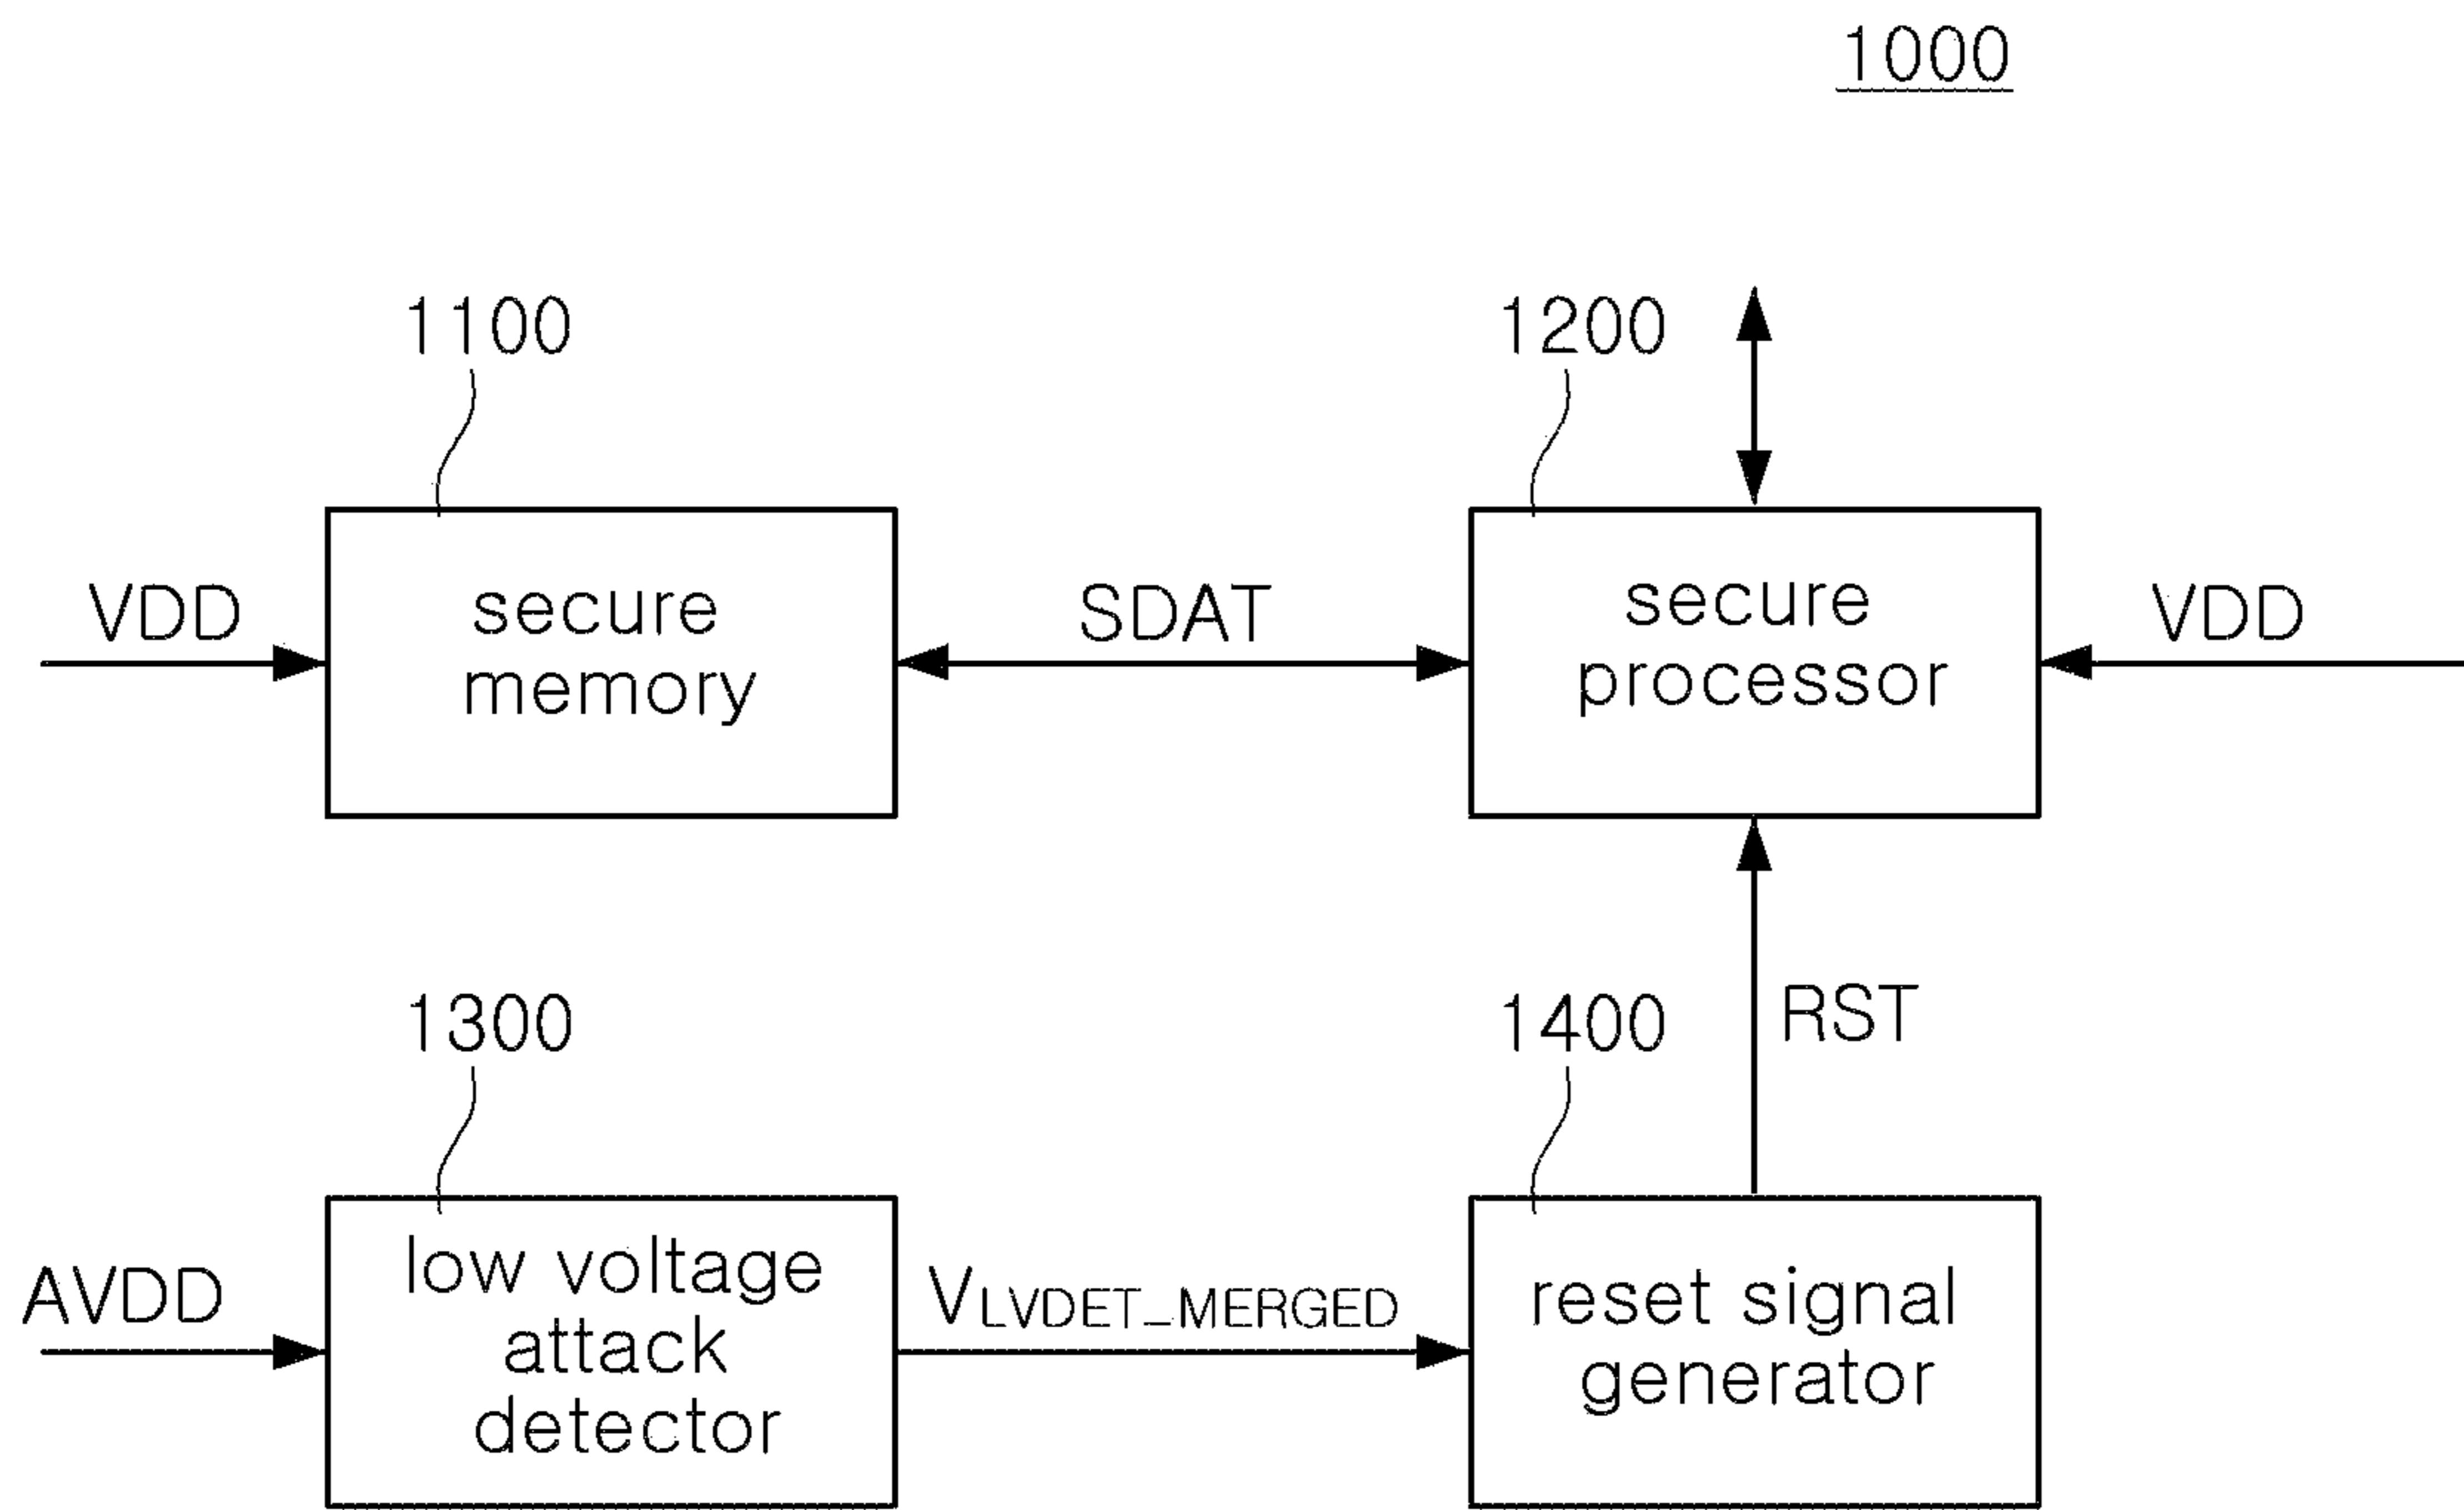 1000
1100
1200
VDD
secure
memory
SDAT
secure
processor
VDD
1300
1400
RST
AVDD
low voltage
attack
detector
VLVDET_MERGED
reset signal
generator